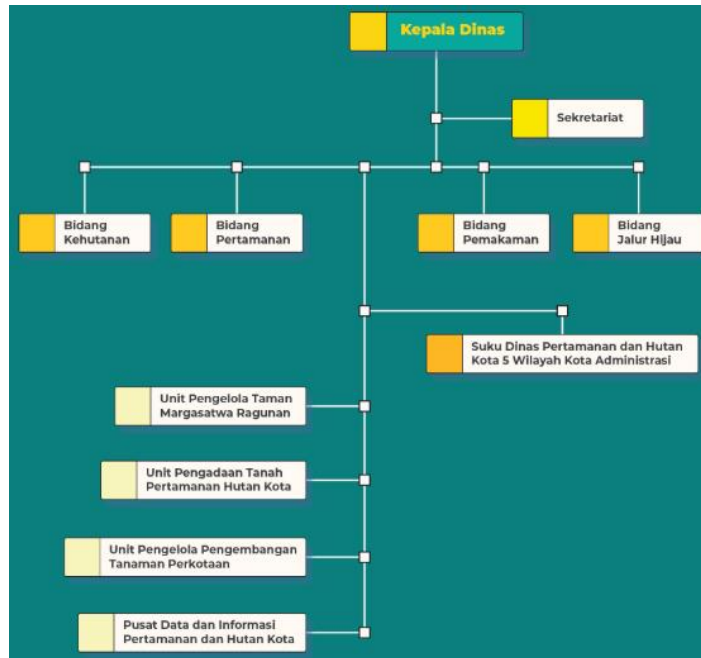 Kepala Dinas
Sekretariat
Bidang
Kehutanan
Bidang
Pertamanan
Bidang
Pemakaman
Bidang
Jalur Hijau
Suku Dinas Pertamanan dan Hutan
Kota 5 Wilayah Kota Administrasi
Unit Pengelola Taman
Margasatwa Ragunan
Unit Pengadaan Tanah
Pertamanan Hutan Kota
Unit Pengelola Pengembangan
Tanaman Perkotaan
Pusat Data dan Informasi
Pertamanan dan Hutan Kota